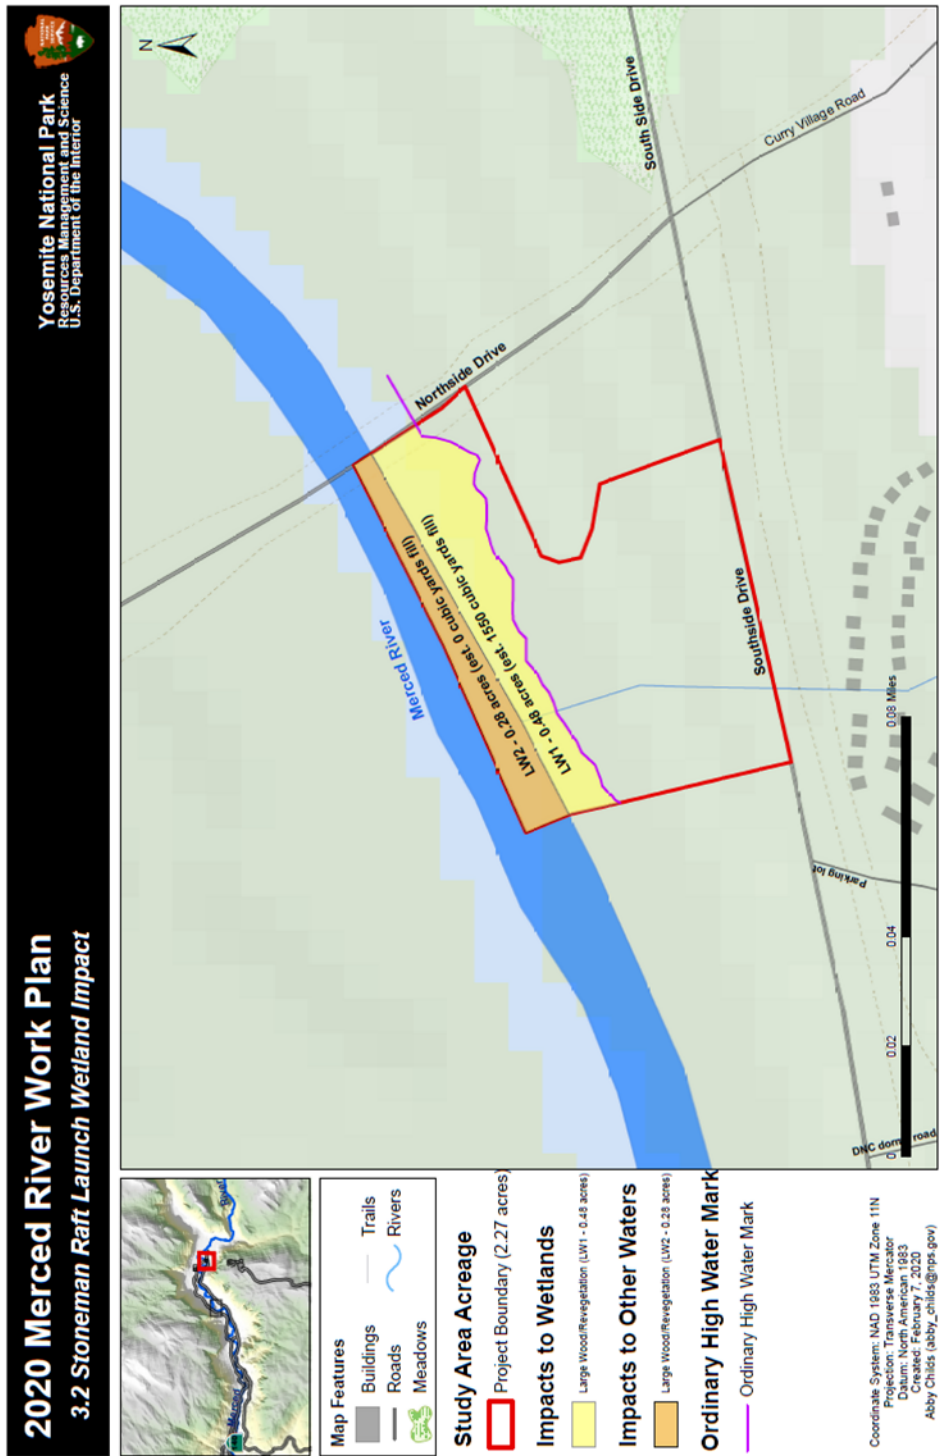 2020 Merced River Work Plan
3.2 Stoneman Raft Launch Wetland Impact
Yosemite National Park
Resources Management and Science
U.S. Department of the Interior
N
Merced River
Northside Drive
South Side Drive
Curry Village Road
LW2 - 0.28 acres (est. 0 cubic yards fill)
LW1 - 0.48 acres (est. 1550 cubic yards fill)
Southside Drive
Parking lot
DNC dorm road
0 0.02 0.04 0.08 Miles
Merced
River
Map Features
Buildings
Trails
Roads
Rivers
Meadows
Study Area Acreage
Project Boundary (2.27 acres)
Impacts to Wetlands
Large Wood/Revegetation (LW1 - 0.48 acres)
Impacts to Other Waters
Large Wood/Revegetation (LW2 - 0.28 acres)
Ordinary High Water Mark
Ordinary High Water Mark
Coordinate System: NAD 1983 UTM Zone 11N
Projection: Transverse Mercator
Datum: North American 1983
Created: February 7, 2020
Abby Childs (abby_childs@nps.gov)